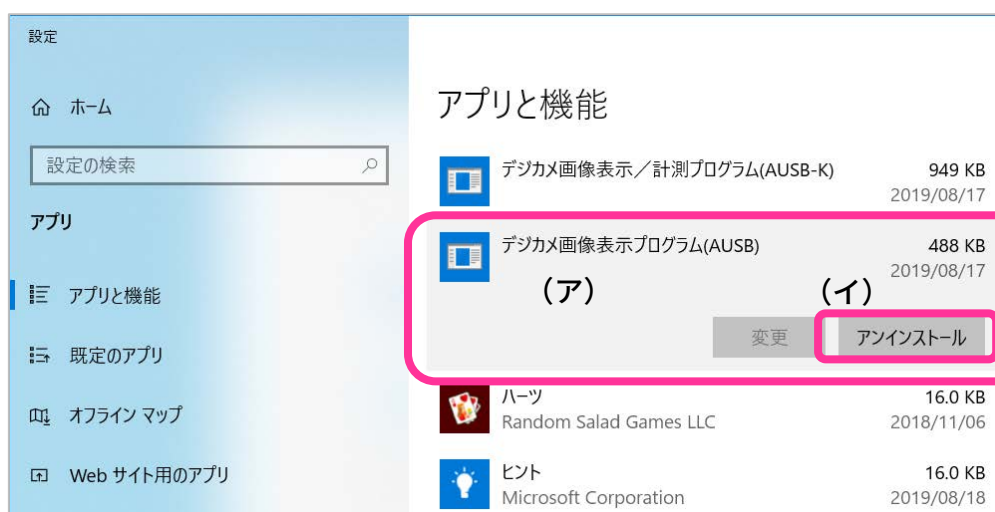 設定
ホーム
設定の検索
アプリ
アプリと機能
既定のアプリ
オフライン マップ
Web サイト用のアプリ
アプリと機能
デジカメ画像表示／計測プログラム(AUSB-K) 949 KB
2019/08/17
デジカメ画像表示プログラム(AUSB) 488 KB
2019/08/17
（ア） （イ）
変更 アンインストール
ハーツ 16.0 KB
Random Salad Games LLC 2018/11/06
ヒント 16.0 KB
Microsoft Corporation 2019/08/18